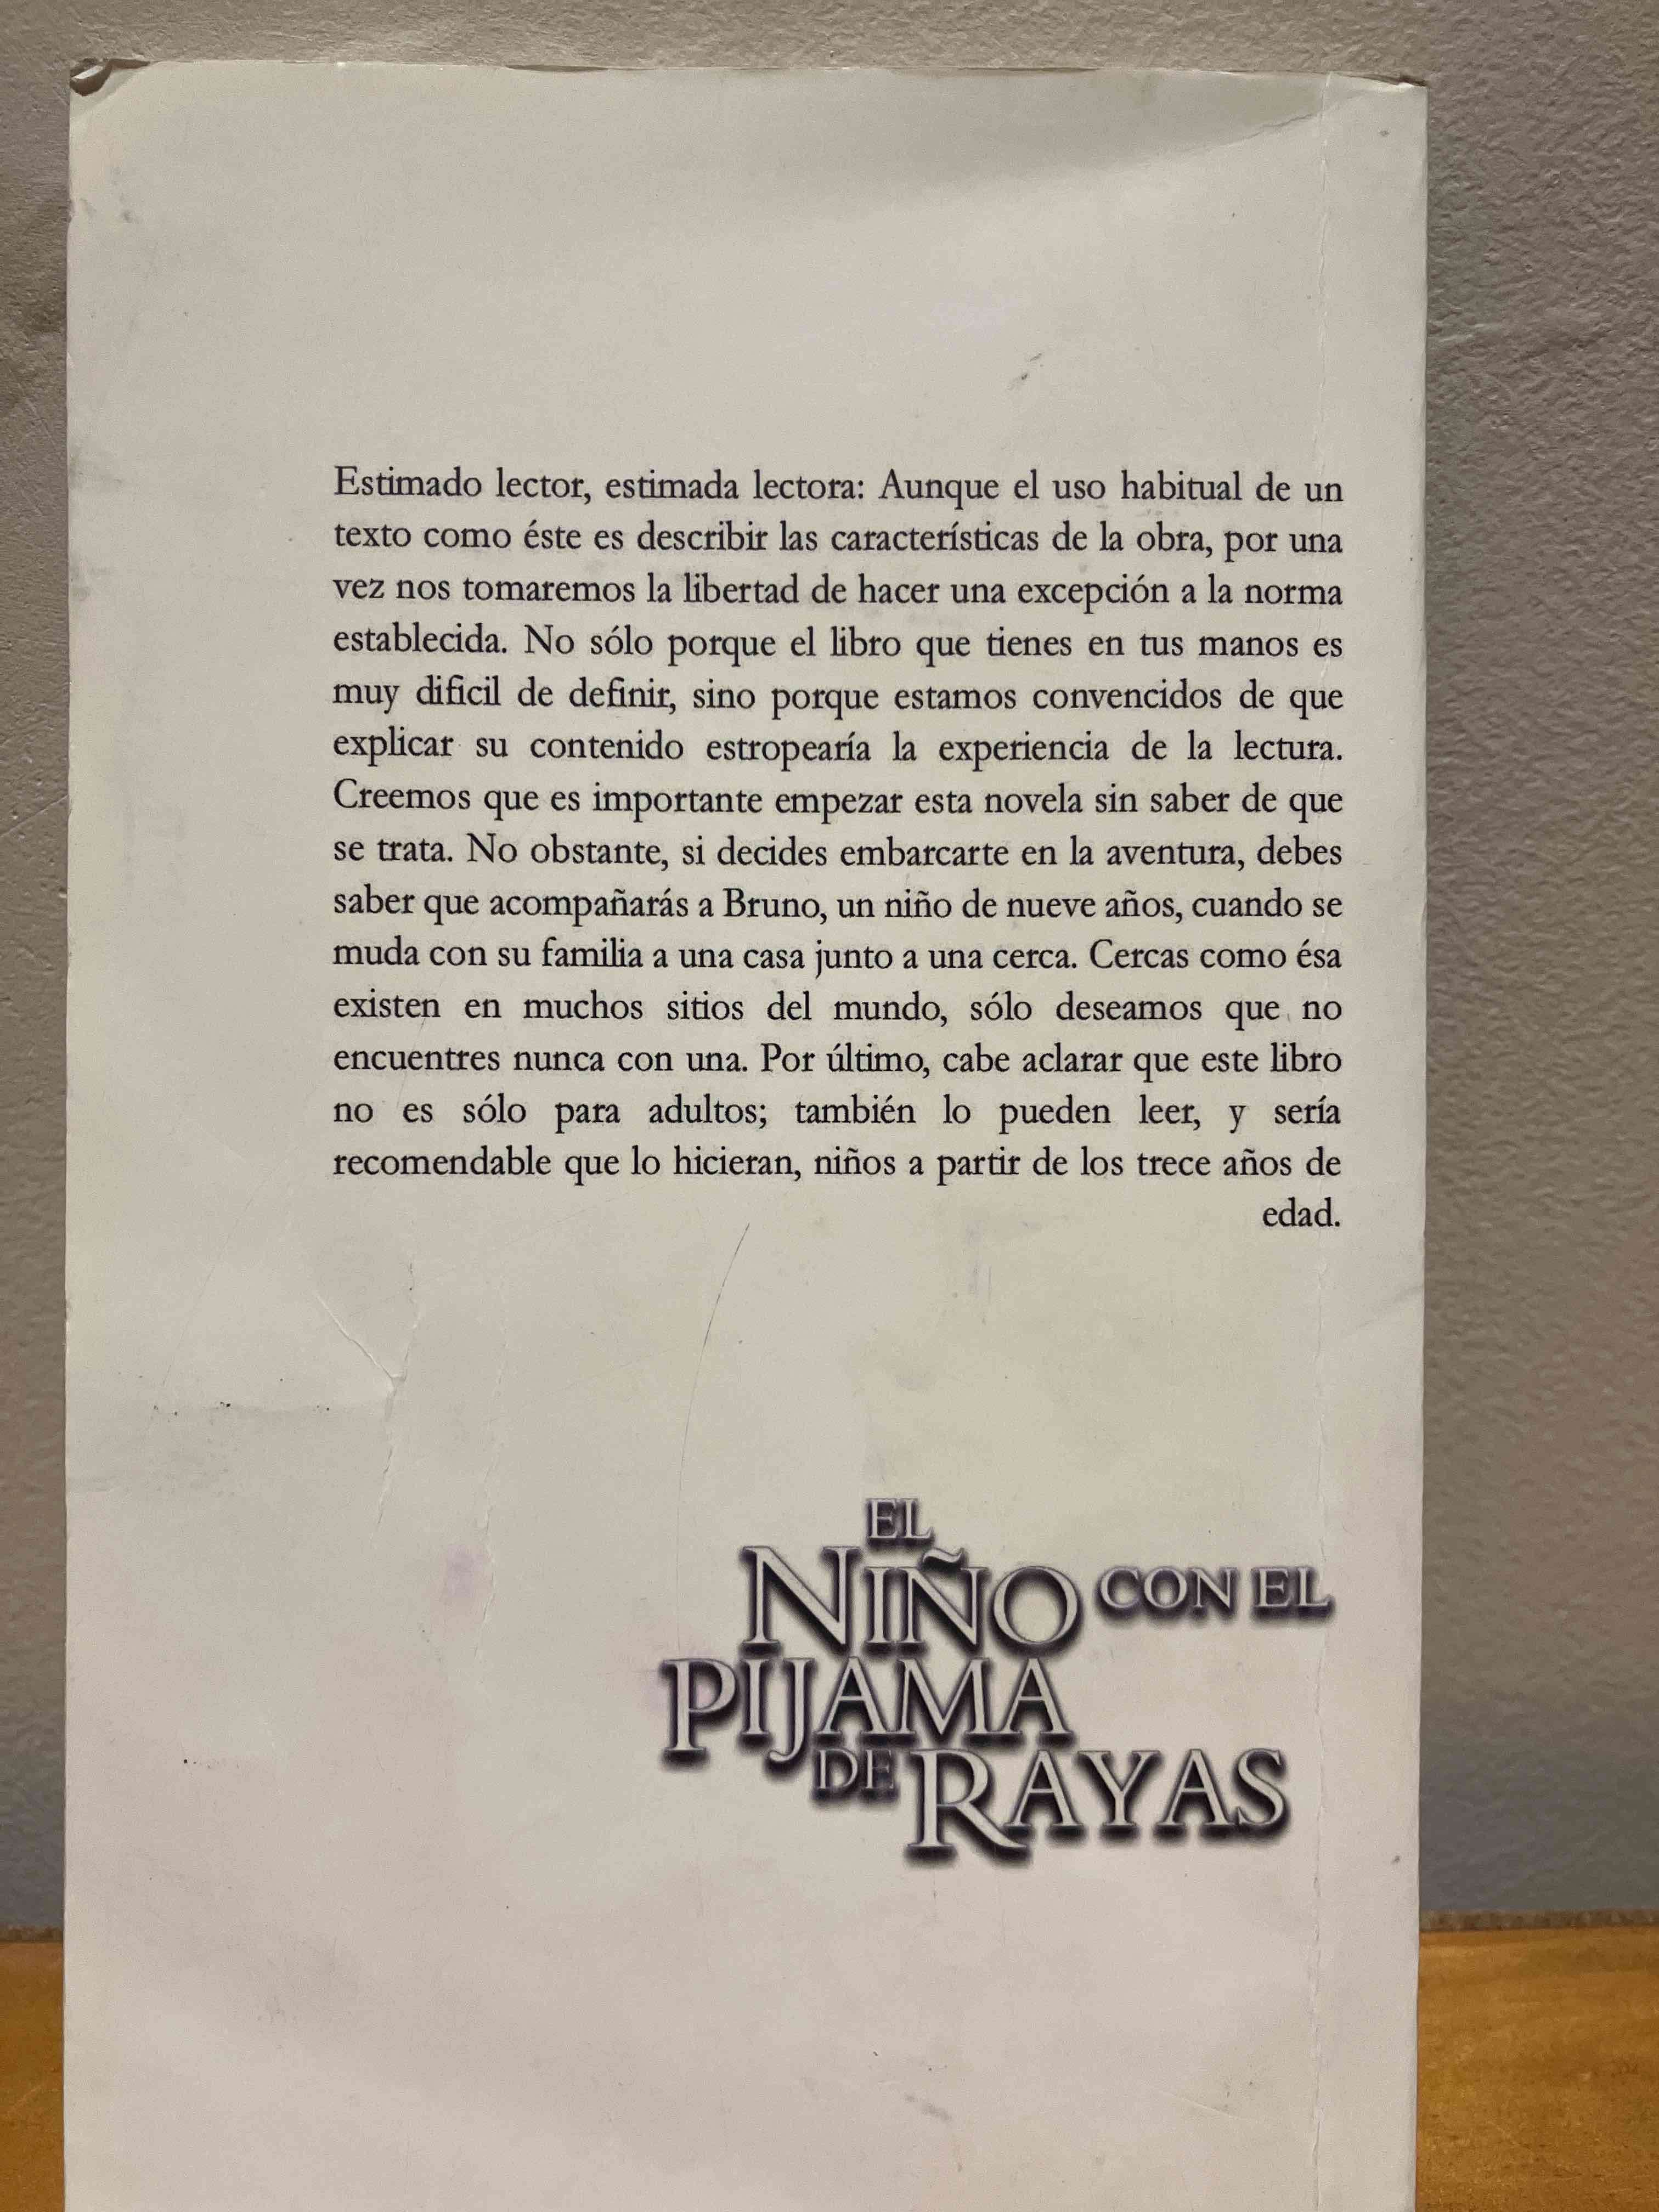 Estimado lector, estimada lectora: Aunque el uso habitual de un
texto como éste es describir las características de la obra, por una
vez nos tomaremos la libertad de hacer una excepción a la norma
establecida. No sólo porque el libro que tienes en tus manos es
muy dificil de definir, sino porque estamos convencidos de que
explicar su contenido estropearía la experiencia de la lectura.
Creemos que es importante empezar esta novela sin saber de que
se trata. No obstante, si decides embarcarte en la aventura, debes
saber que acompañarás a Bruno, un niño de nueve años, cuando se
muda con su familia a una casa junto a una cerca. Cercas como ésa
existen en muchos sitios del mundo, sólo deseamos que no
encuentres nunca con una. Por último, cabe aclarar que este libro
no es sólo para adultos; también lo pueden leer, y sería
recomendable que lo hicieran, niños a partir de los trece años de
edad.
EL
NIÑO CON EL
PIJAMA
DE RAYAS